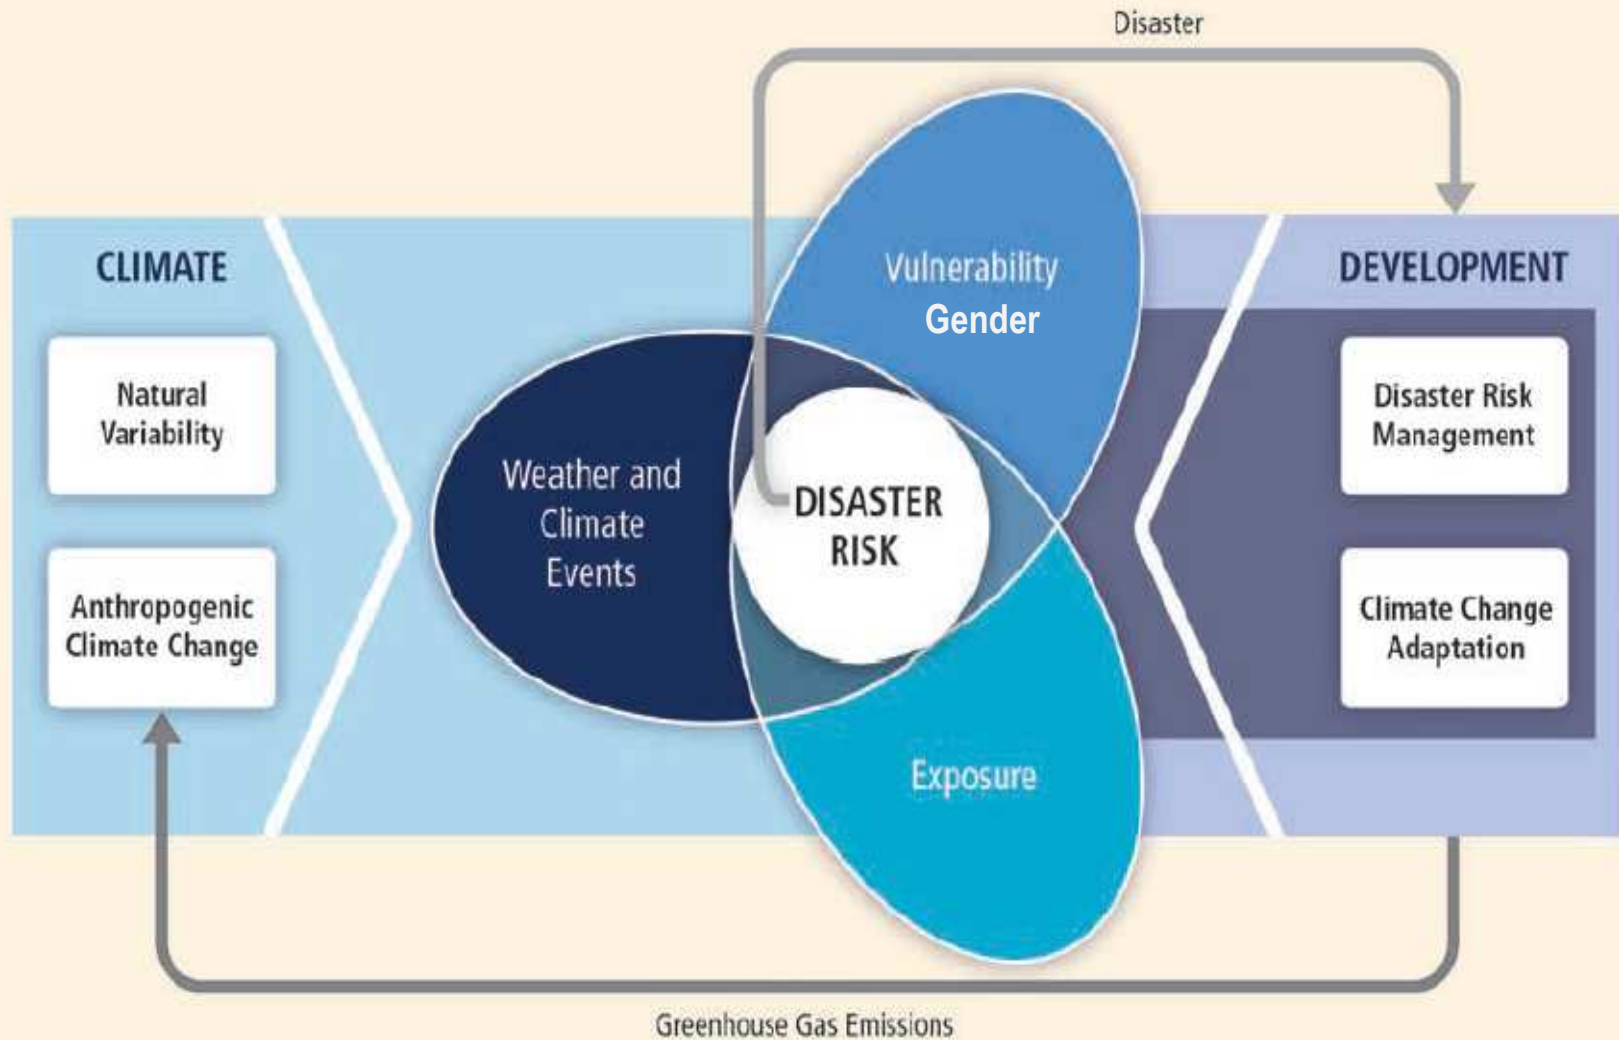 Disaster
CLIMATE
Natural
Variability
Anthropogenic
Climate Change
Weather and
Climate
Events
Vulnerability
Gender
DISASTER
RISK
Exposure
DEVELOPMENT
Disaster Risk
Management
Climate Change
Adaptation
Greenhouse Gas Emissions